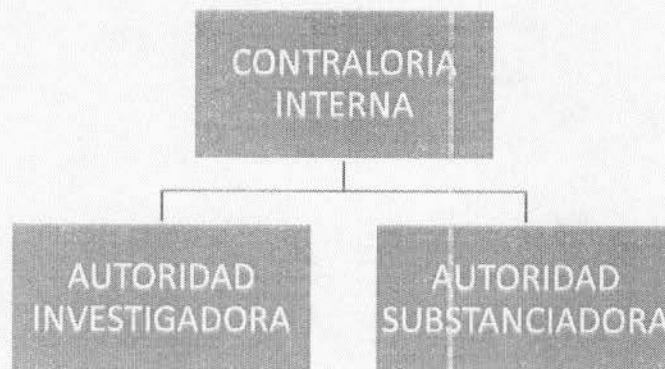 CONTRALORIA
INTERNA
AUTORIDAD
INVESTIGADORA
AUTORIDAD
SUBSTANCIADORA